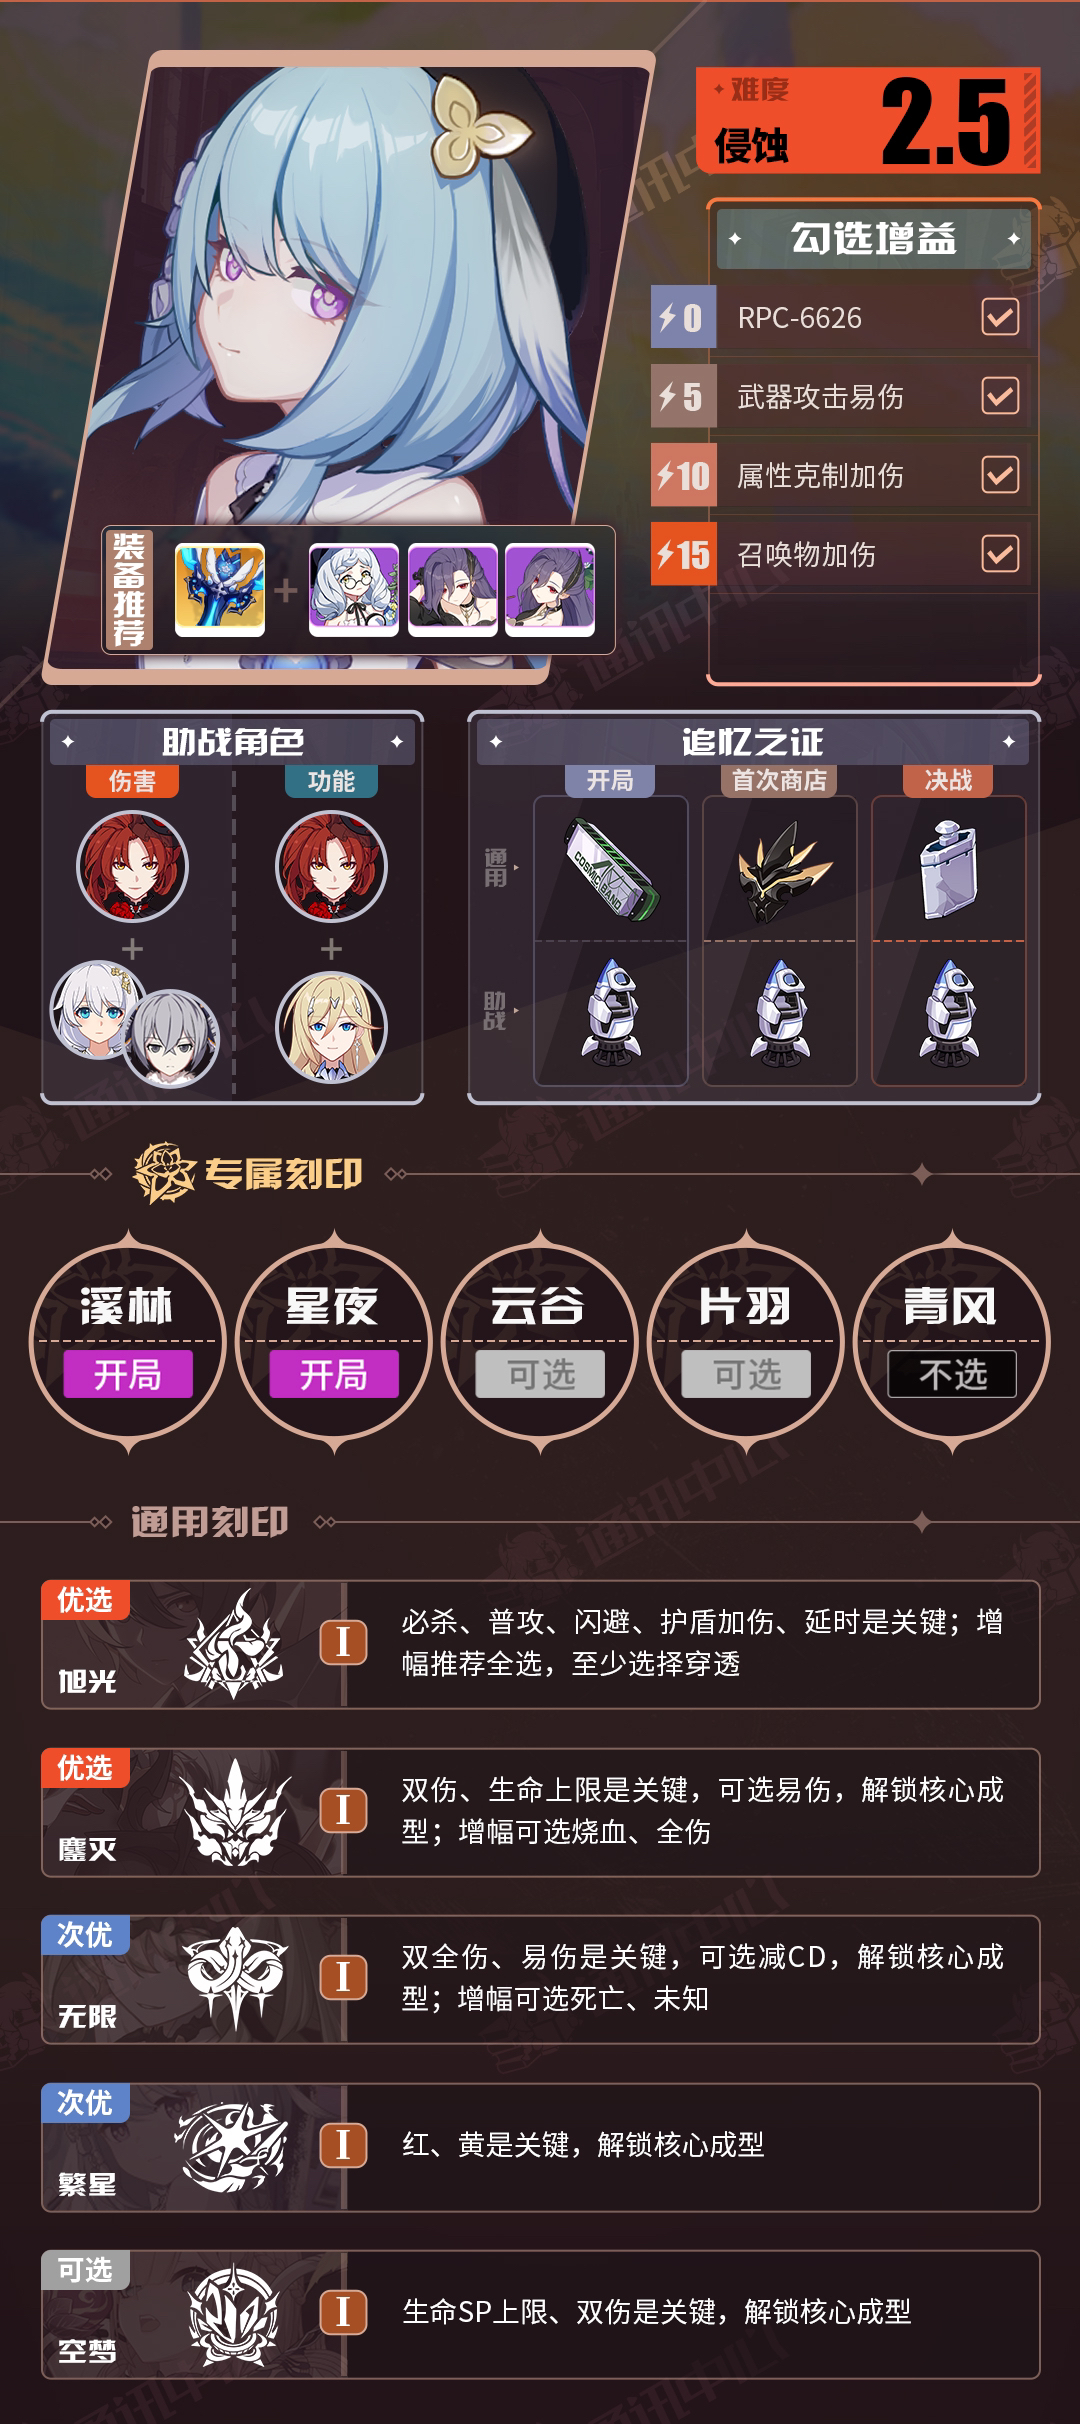 难度
侵蚀
2.5
勾选增益
0 RPC-6626
5 武器攻击易伤
10 属性克制加伤
15 召唤物加伤
装备推荐
助战角色
伤害
功能
追忆之证
开局
首次商店
决战
通用
COSMIC BAND
助战
专属刻印
溪林
开局
星夜
开局
云谷
可选
片羽
可选
青风
不选
通用刻印
优选
旭光
I
必杀、普攻、闪避、护盾加伤、延时是关键；增
幅推荐全选，至少选择穿透
优选
鏖灭
I
双伤、生命上限是关键，可选易伤，解锁核心成
型；增幅可选烧血、全伤
次优
无限
I
双全伤、易伤是关键，可选减CD，解锁核心成
型；增幅可选死亡、未知
次优
繁星
I
红、黄是关键，解锁核心成型
可选
空梦
I
生命SP上限、双伤是关键，解锁核心成型
通讯中心